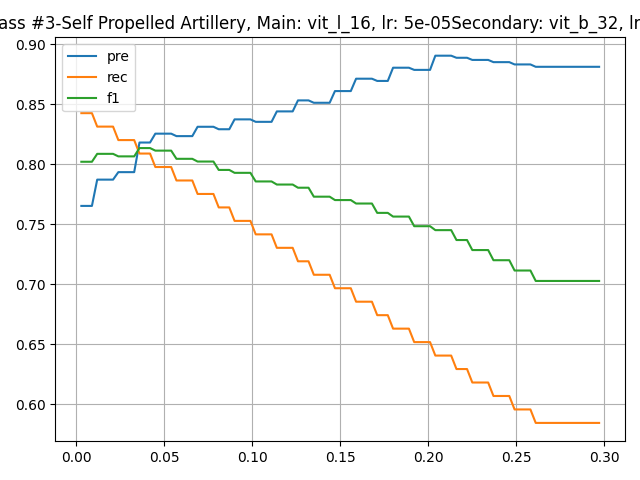 ass #3-Self Propelled Artillery, Main: vit_l_16, lr: 5e-05Secondary: vit_b_32, lr
0.90
0.85
0.80
0.75
0.70
0.65
0.60
pre
rec
f1
0.00 0.05 0.10 0.15 0.20 0.25 0.30